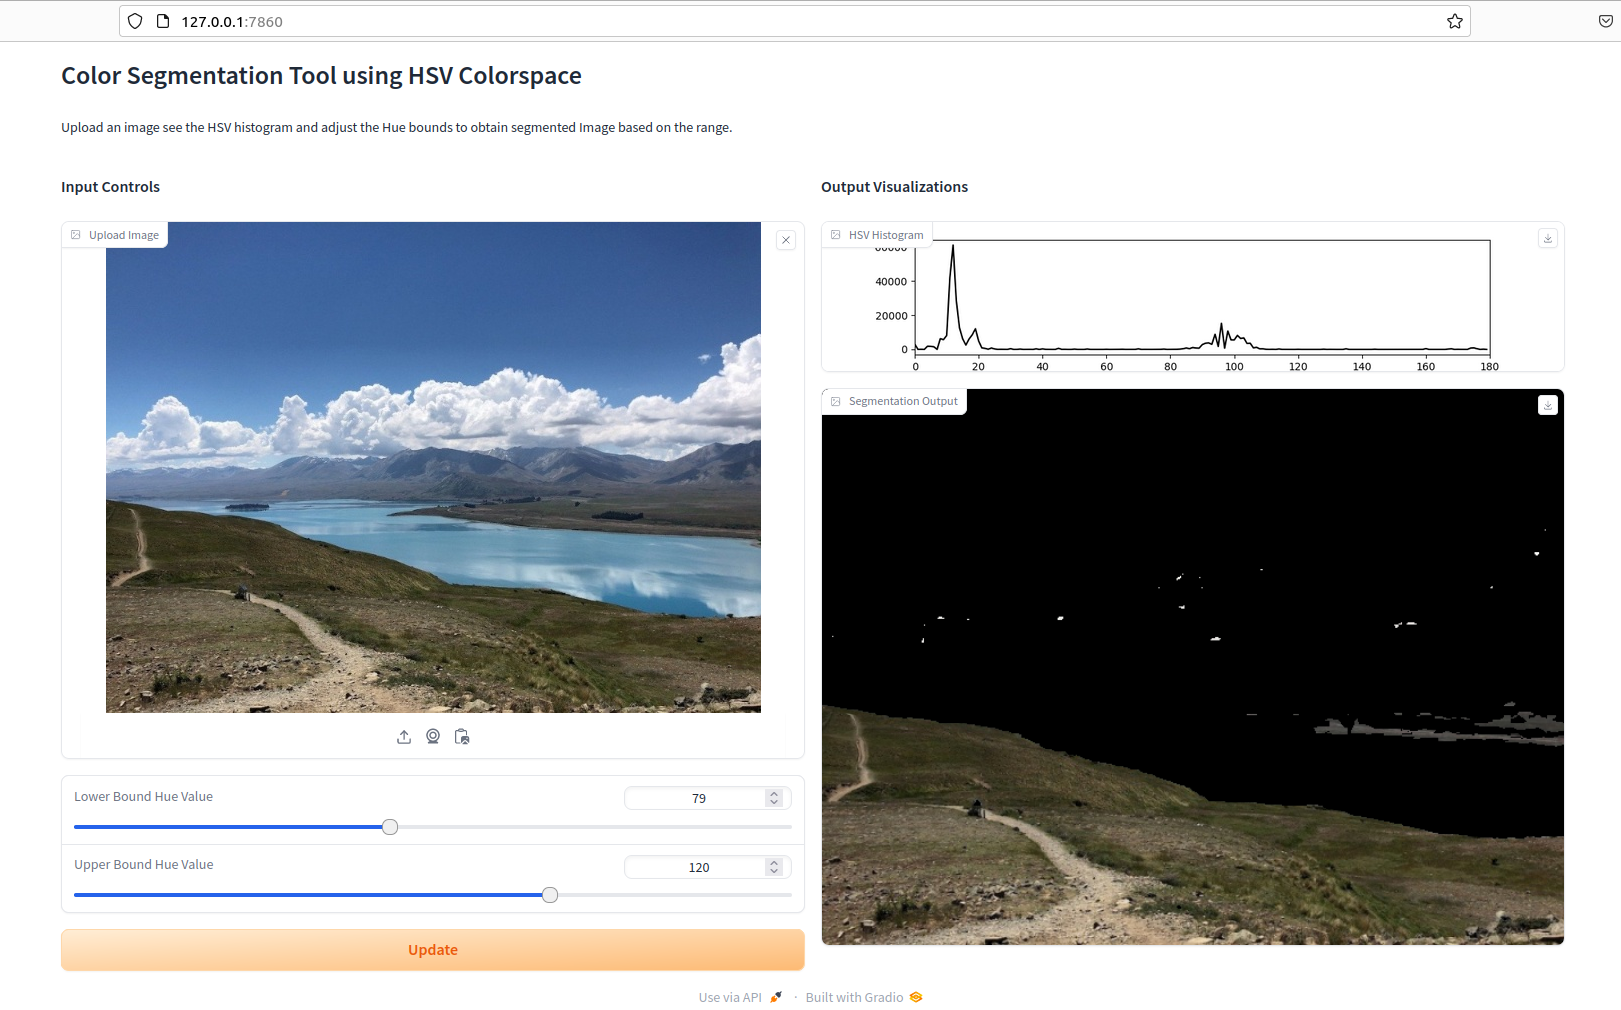 127.0.0.1:7860
Color Segmentation Tool using HSV Colorspace
Upload an image see the HSV histogram and adjust the Hue bounds to obtain segmented Image based on the range.
Input Controls
Upload Image
Lower Bound Hue Value
79
Upper Bound Hue Value
120
Update
Output Visualizations
HSV Histogram
60000
40000
20000
0
0 20 40 60 80 100 120 140 160 180
Segmentation Output
Use via API · Built with Gradio